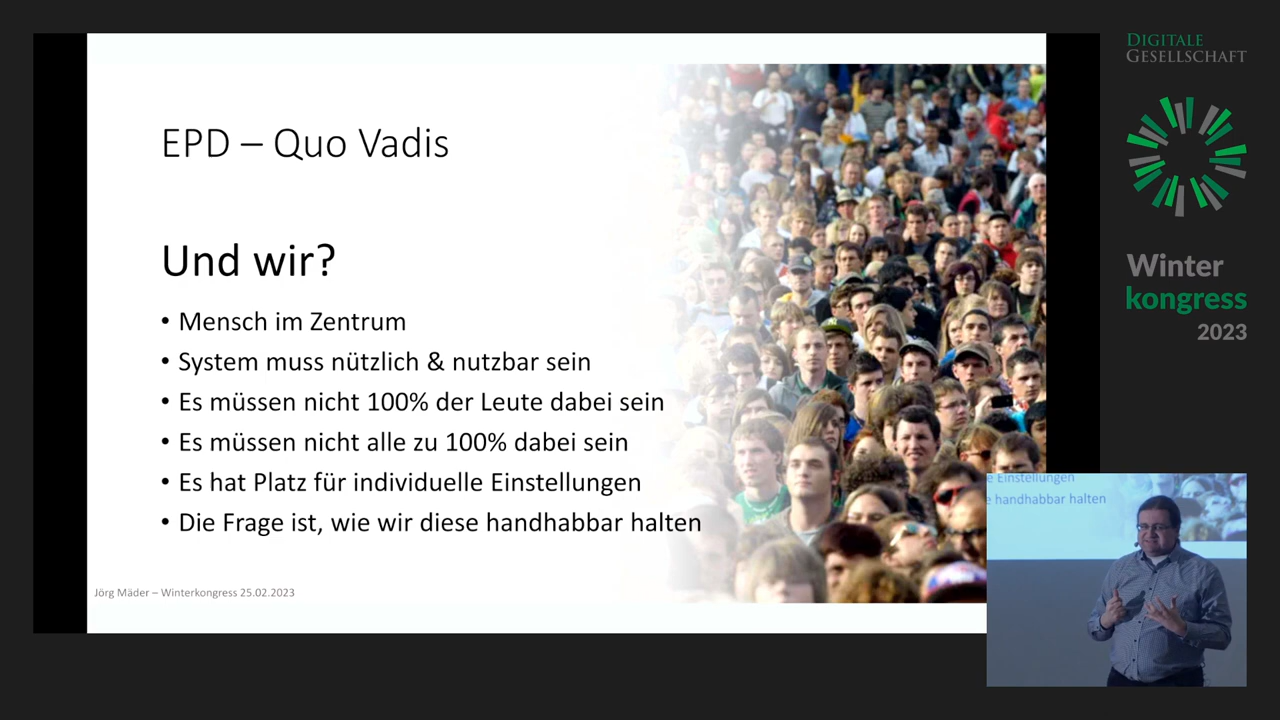 EPD – Quo Vadis
Und wir?
• Mensch im Zentrum
• System muss nützlich & nutzbar sein
• Es müssen nicht 100% der Leute dabei sein
• Es müssen nicht alle zu 100% dabei sein
• Es hat Platz für individuelle Einstellungen
• Die Frage ist, wie wir diese handhabbar halten
Jörg Mäder – Winterkongress 25.02.2023
DIGITALE
GESELLSCHAFT
Winter
kongress
2023
e Einstellungen
e handhabbar halten